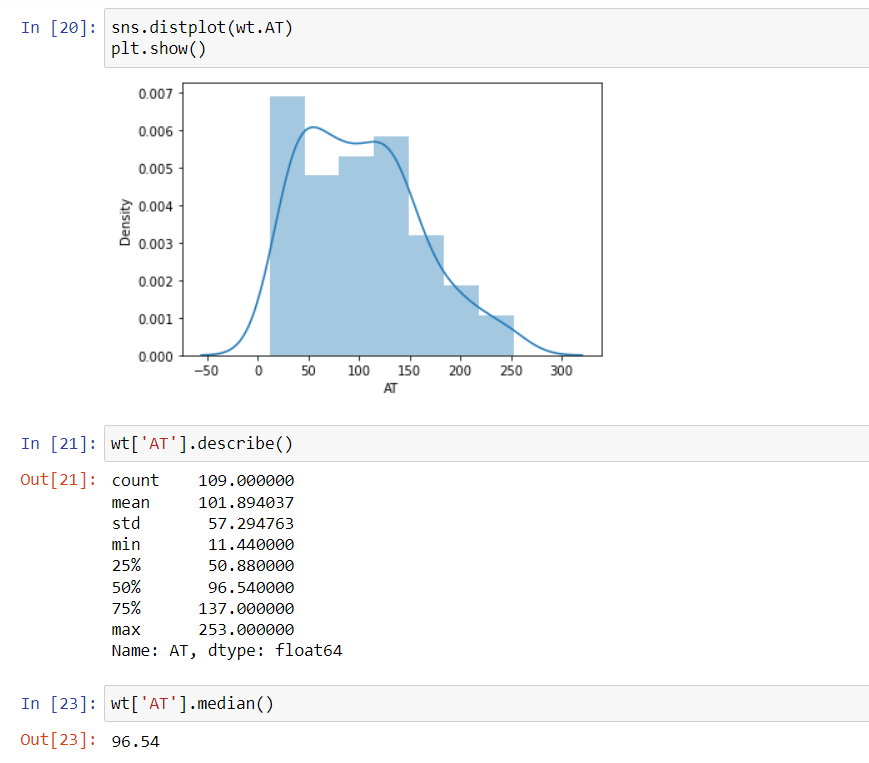 In [20]: sns.distplot(wt.AT)
plt.show()
0.007
0.006
0.005
0.004
0.003
0.002
0.001
0.000
Density
−50 0 50 100 150 200 250 300
AT
In [21]: wt['AT'].describe()
Out[21]: count 109.000000
mean 101.894037
std 57.294763
min 11.440000
25% 50.880000
50% 96.540000
75% 137.000000
max 253.000000
Name: AT, dtype: float64
In [23]: wt['AT'].median()
Out[23]: 96.54